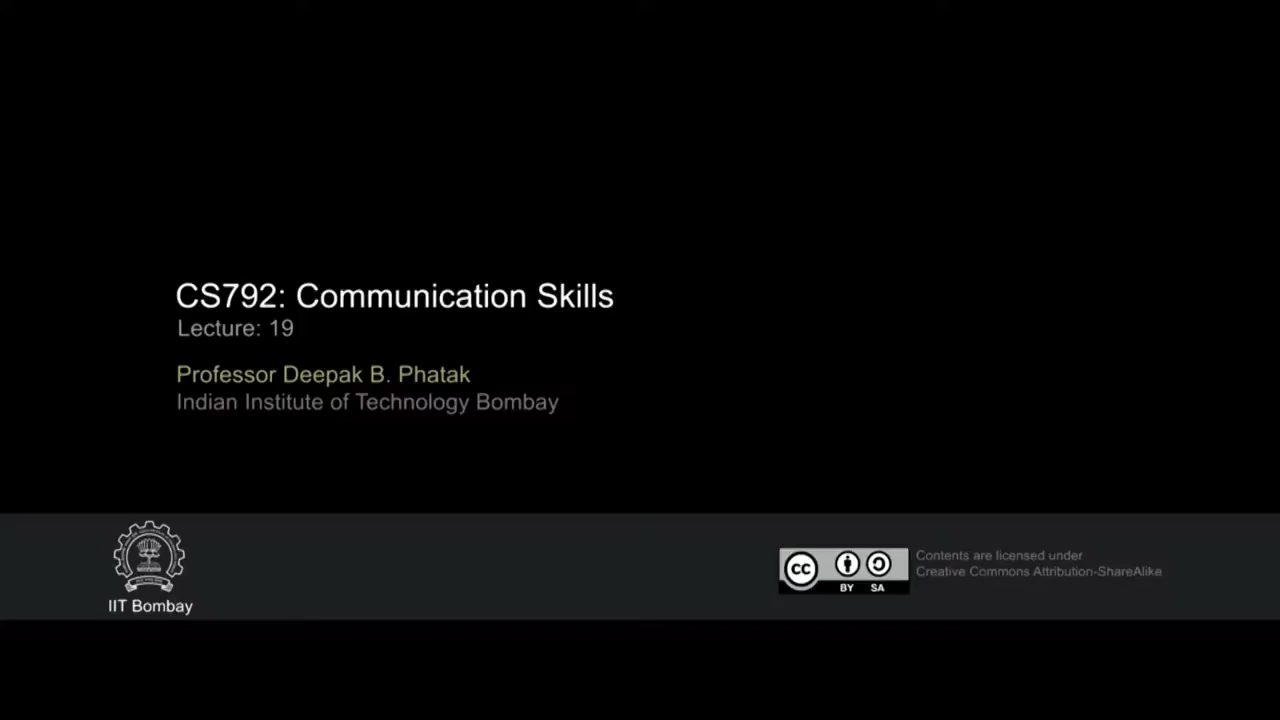 CS792: Communication Skills
Lecture: 19
Professor Deepak B. Phatak
Indian Institute of Technology Bombay
IIT Bombay
cc
BY SA
Contents are licensed under
Creative Commons Attribution-ShareAlike